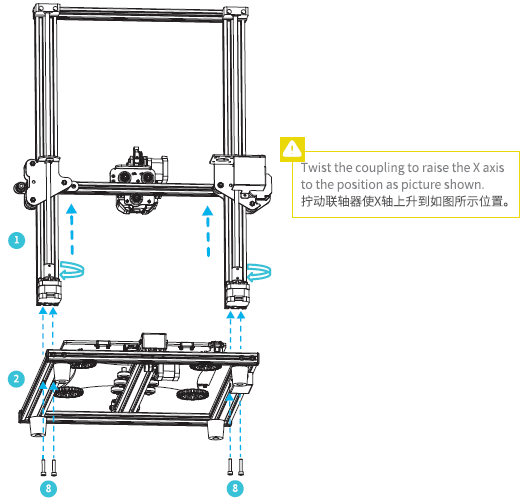 Twist the coupling to raise the X axis
to the position as picture shown.
拧动联轴器使X轴上升到如图所示位置。
1
2
8
8